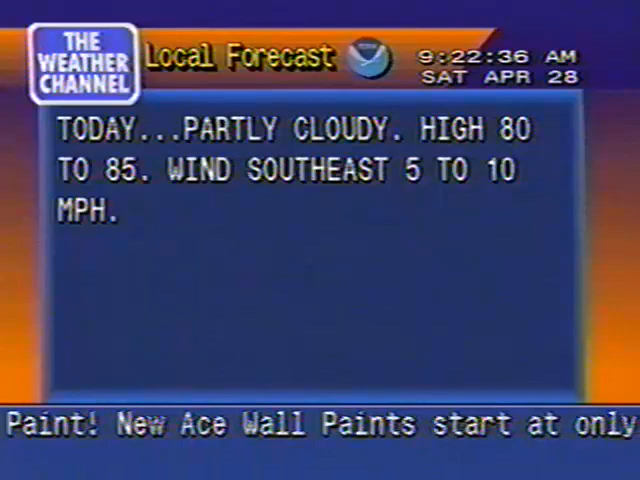 THE
WEATHER
CHANNEL
Local Forecast
NOAA
9:22:36 AM
SAT APR 28
TODAY...PARTLY CLOUDY. HIGH 80
TO 85. WIND SOUTHEAST 5 TO 10
MPH.
Paint! New Ace Wall Paints start at only